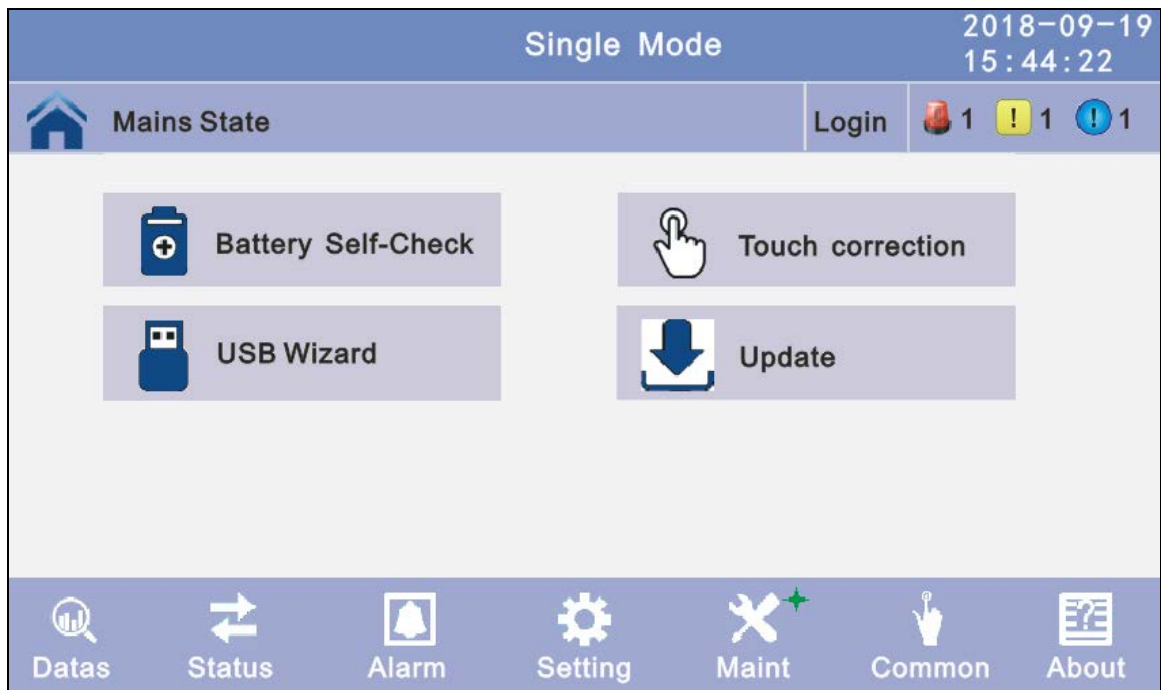 Single Mode
2018-09-19
15:44:22
Mains State
Login
1
! 1
! 1
Battery Self-Check
Touch correction
USB Wizard
Update
Datas
Status
Alarm
Setting
Maint
Common
?
About